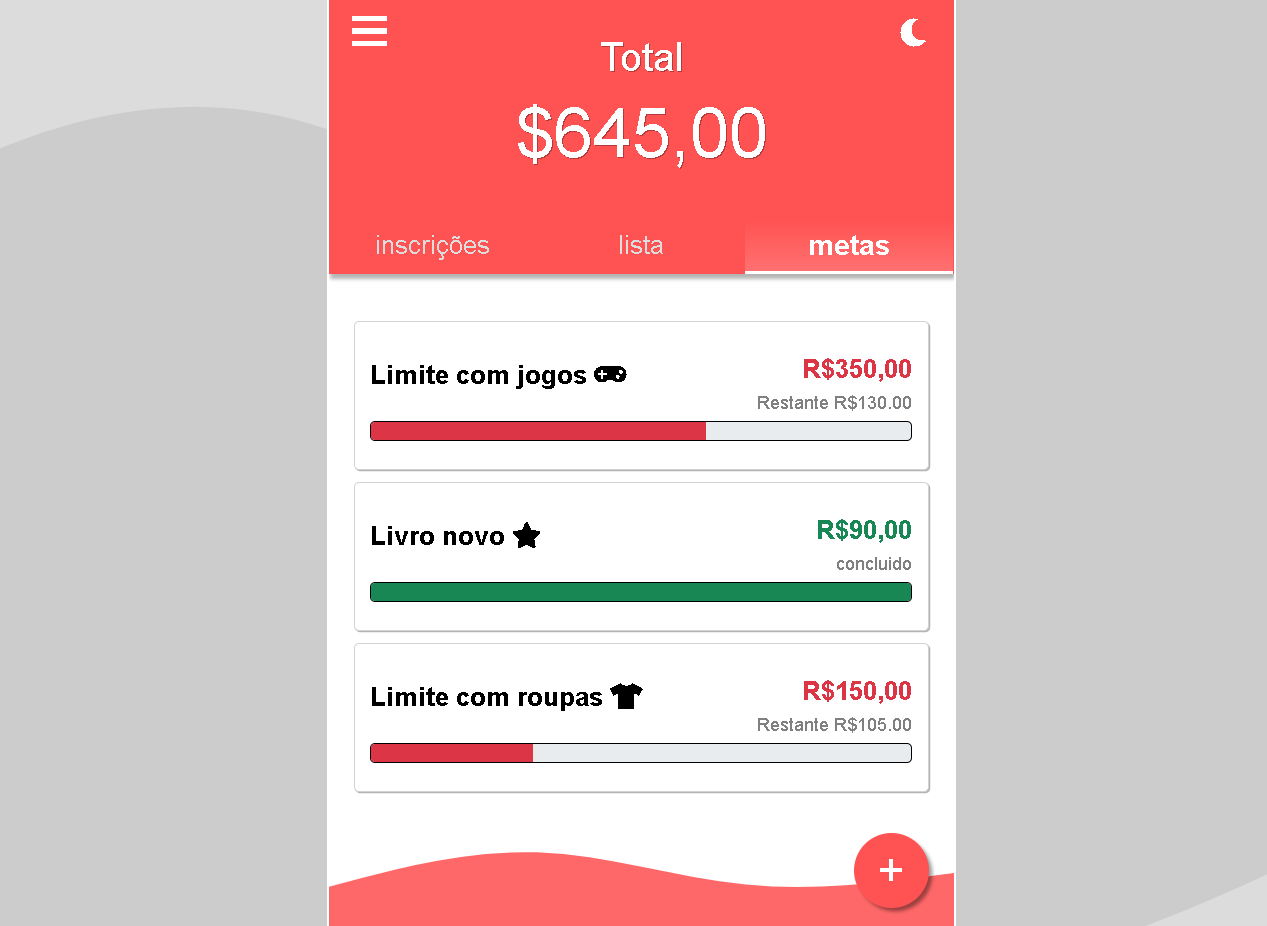 Total
$645,00
inscrições lista metas
Limite com jogos R$350,00
Restante R$130.00
Livro novo R$90,00
concluido
Limite com roupas R$150,00
Restante R$105.00
+